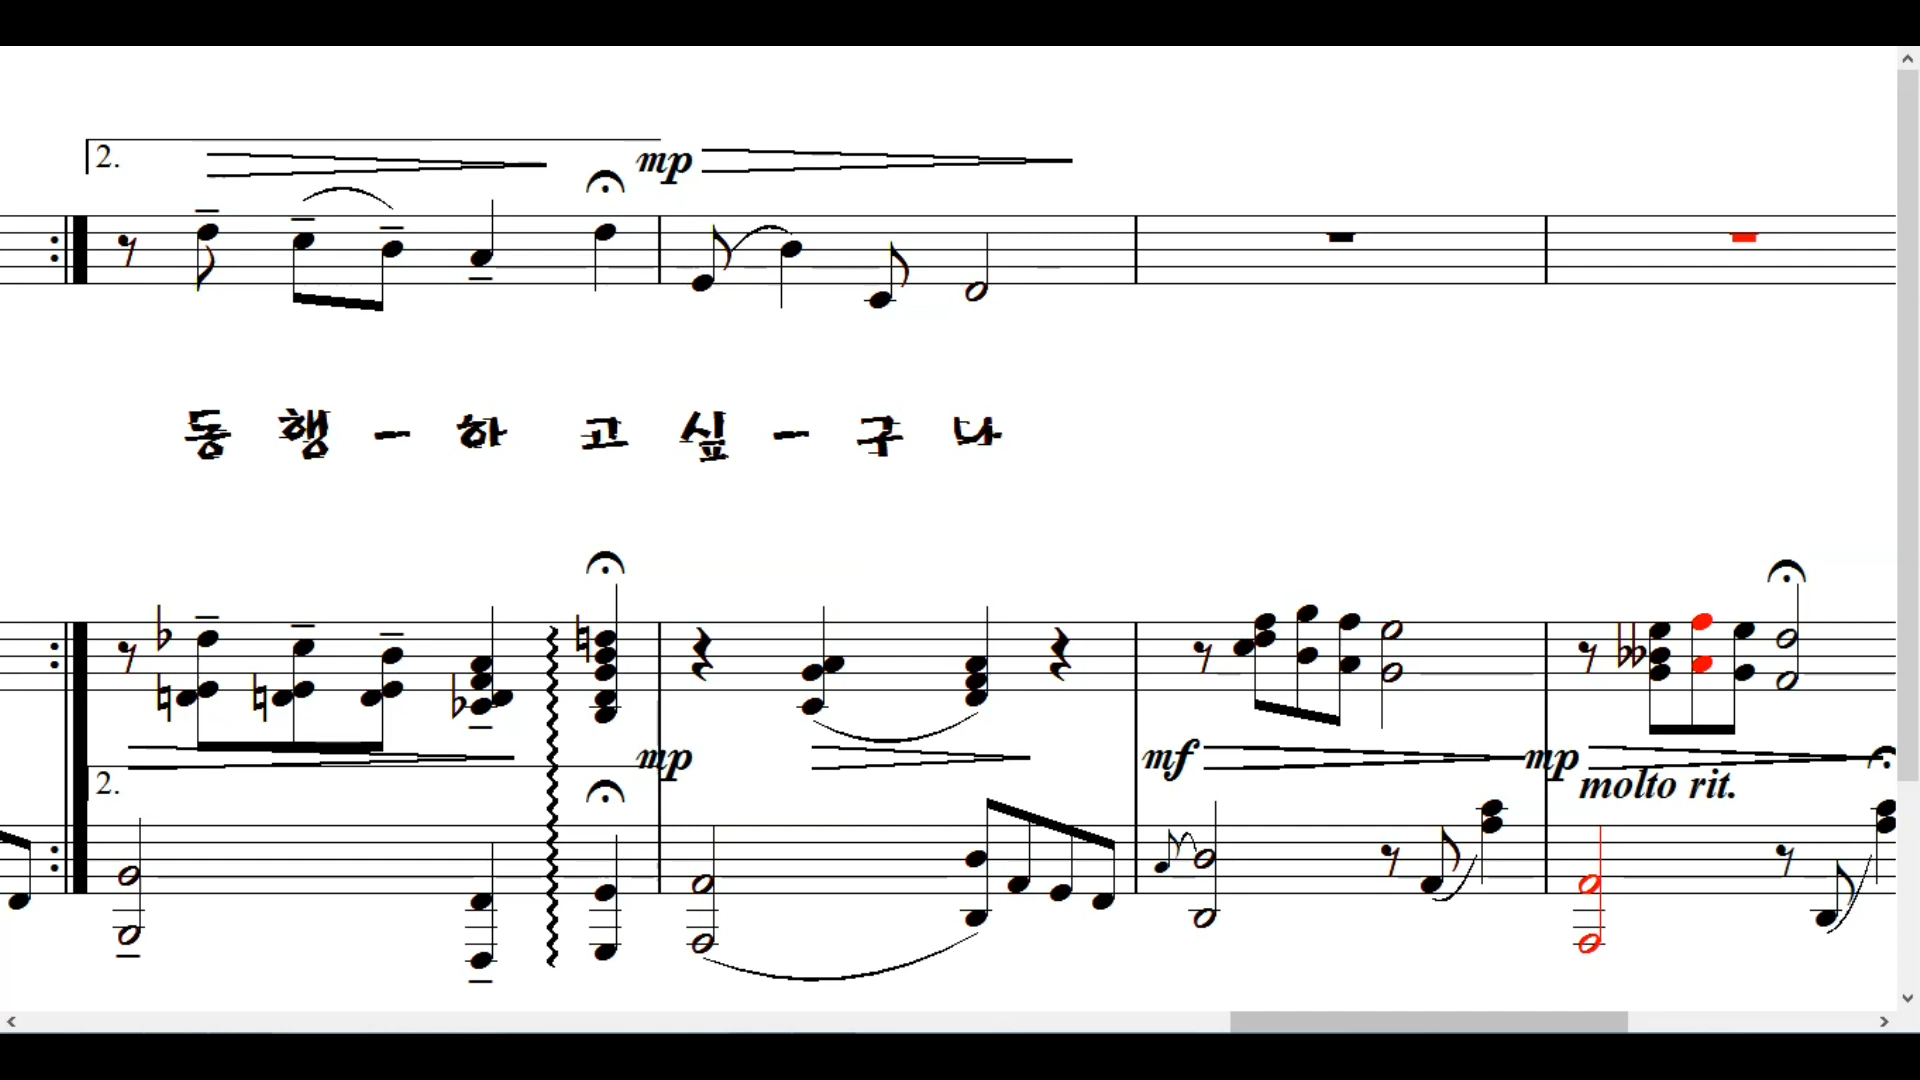 2.
mp
동 행 - 하 고 싶 - 구 나
mp mf mp
2.
molto rit.